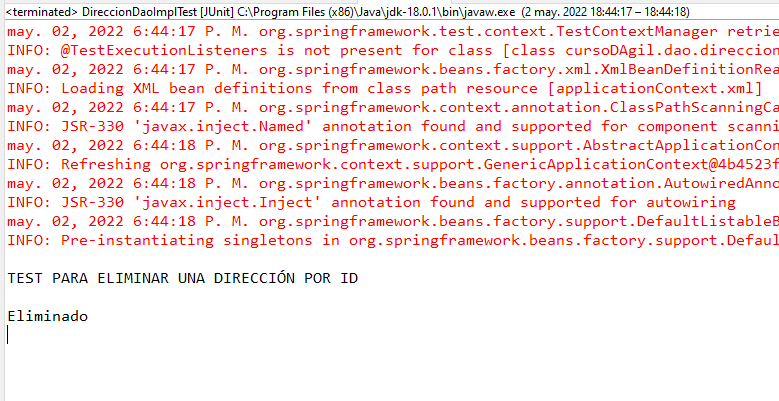 <terminated> DireccionDaoImplTest [JUnit] C:\Program Files (x86)\Java\jdk-18.0.1\bin\javaw.exe (2 may. 2022 18:44:17 – 18:44:18)
may. 02, 2022 6:44:17 P. M. org.springframework.test.context.TestContextManager retrie
INFO: @TestExecutionListeners is not present for class [class cursoDAgil.dao.direccion
may. 02, 2022 6:44:17 P. M. org.springframework.beans.factory.xml.XmlBeanDefinitionRea
INFO: Loading XML bean definitions from class path resource [applicationContext.xml]
may. 02, 2022 6:44:17 P. M. org.springframework.context.annotation.ClassPathScanningCa
INFO: JSR-330 'javax.inject.Named' annotation found and supported for component scanni
may. 02, 2022 6:44:18 P. M. org.springframework.context.support.AbstractApplicationCon
INFO: Refreshing org.springframework.context.support.GenericApplicationContext@4b4523f
may. 02, 2022 6:44:18 P. M. org.springframework.beans.factory.annotation.AutowiredAnno
INFO: JSR-330 'javax.inject.Inject' annotation found and supported for autowiring
may. 02, 2022 6:44:18 P. M. org.springframework.beans.factory.support.DefaultListableB
INFO: Pre-instantiating singletons in org.springframework.beans.factory.support.Defaul
TEST PARA ELIMINAR UNA DIRECCIÓN POR ID
Eliminado